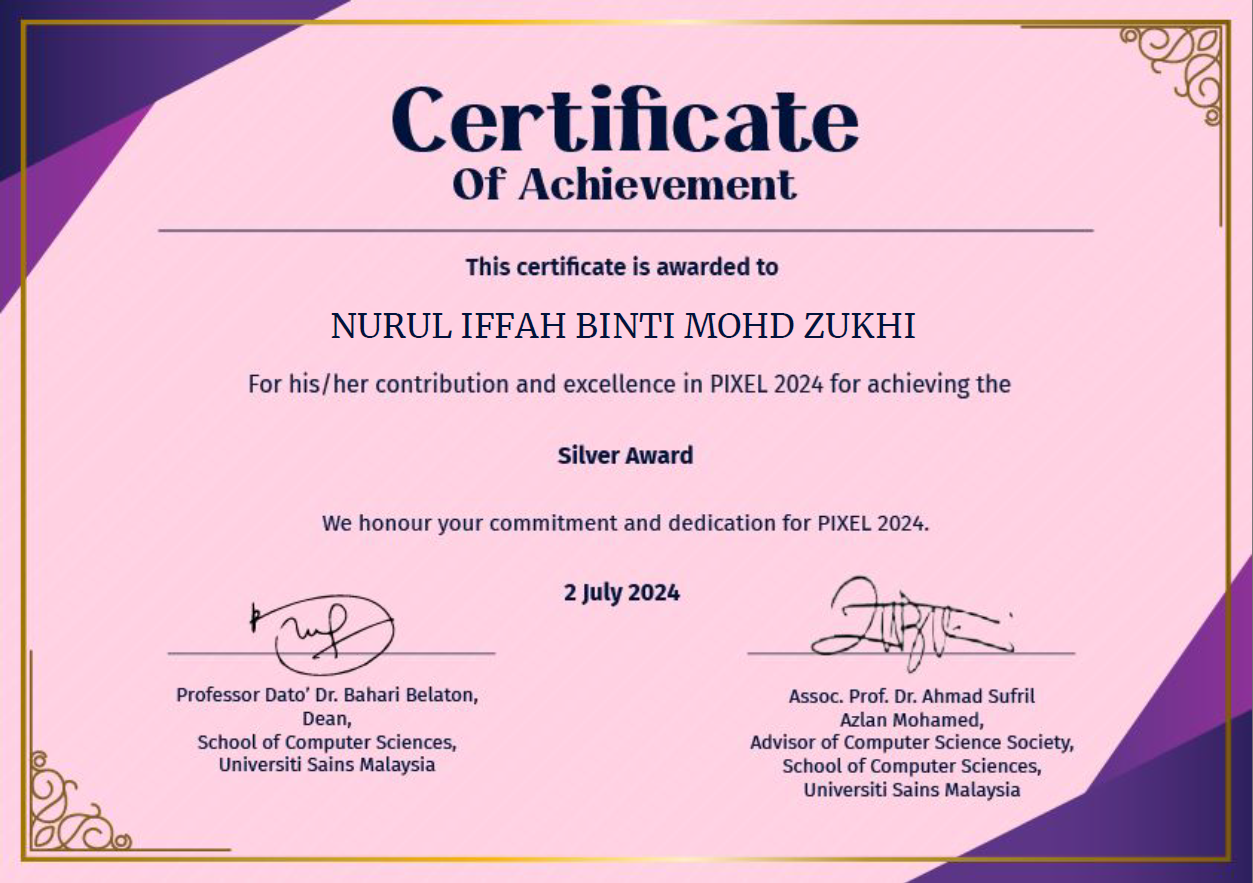 Certificate
Of Achievement
This certificate is awarded to
NURUL IFFAH BINTI MOHD ZUKHI
For his/her contribution and excellence in PIXEL 2024 for achieving the
Silver Award
We honour your commitment and dedication for PIXEL 2024.
2 July 2024
Professor Dato' Dr. Bahari Belaton,
Dean,
School of Computer Sciences,
Universiti Sains Malaysia
Assoc. Prof. Dr. Ahmad Sufril
Azlan Mohamed,
Advisor of Computer Science Society,
School of Computer Sciences,
Universiti Sains Malaysia